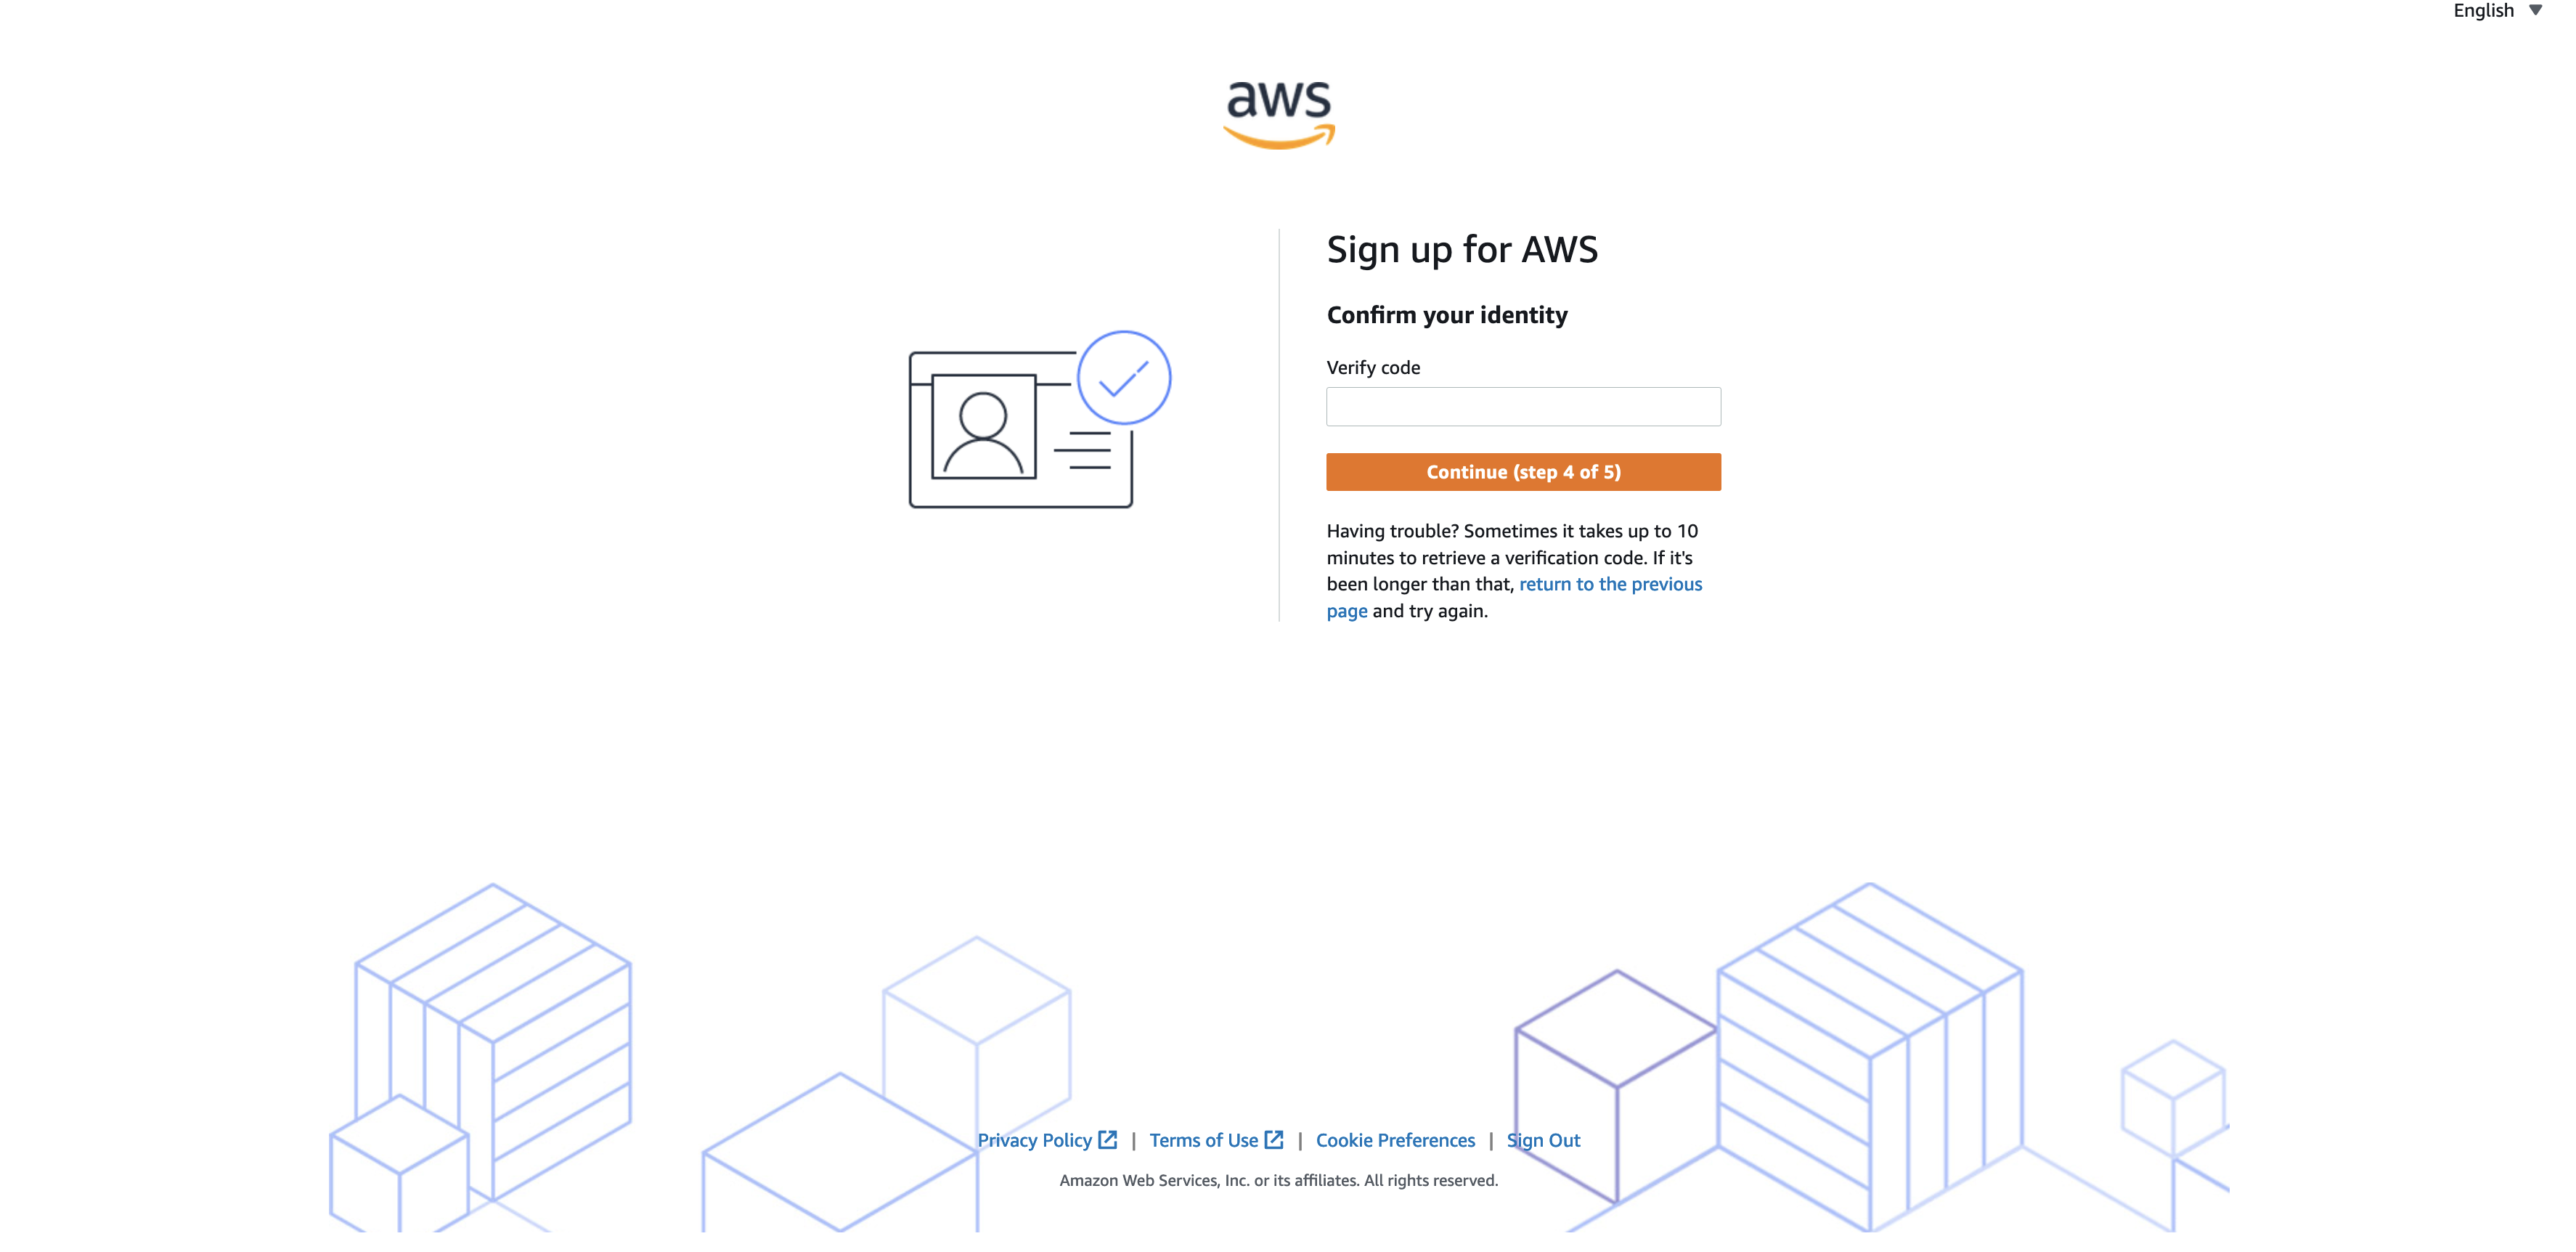 English
aws
Sign up for AWS
Confirm your identity
Verify code
Continue (step 4 of 5)
Having trouble? Sometimes it takes up to 10
minutes to retrieve a verification code. If it's
been longer than that, return to the previous
page and try again.
Privacy Policy | Terms of Use | Cookie Preferences | Sign Out
Amazon Web Services, Inc. or its affiliates. All rights reserved.